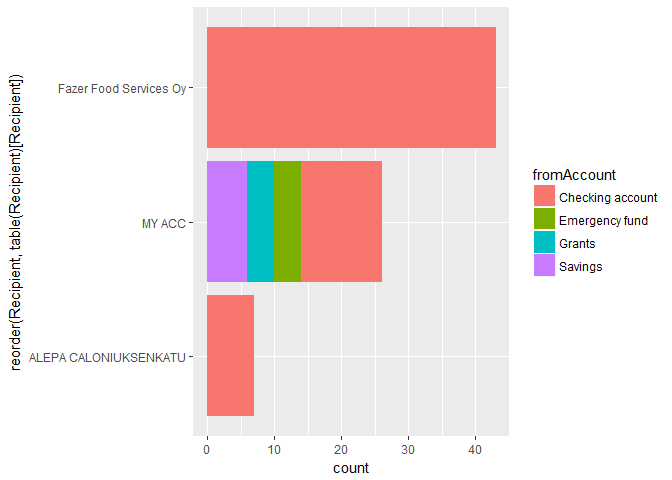 reorder(Recipient, table(Recipient)[Recipient])
Fazer Food Services Oy
MY ACC
ALEPA CALONIUKSENKATU
0 10 20 30 40
count
fromAccount
Checking account
Emergency fund
Grants
Savings